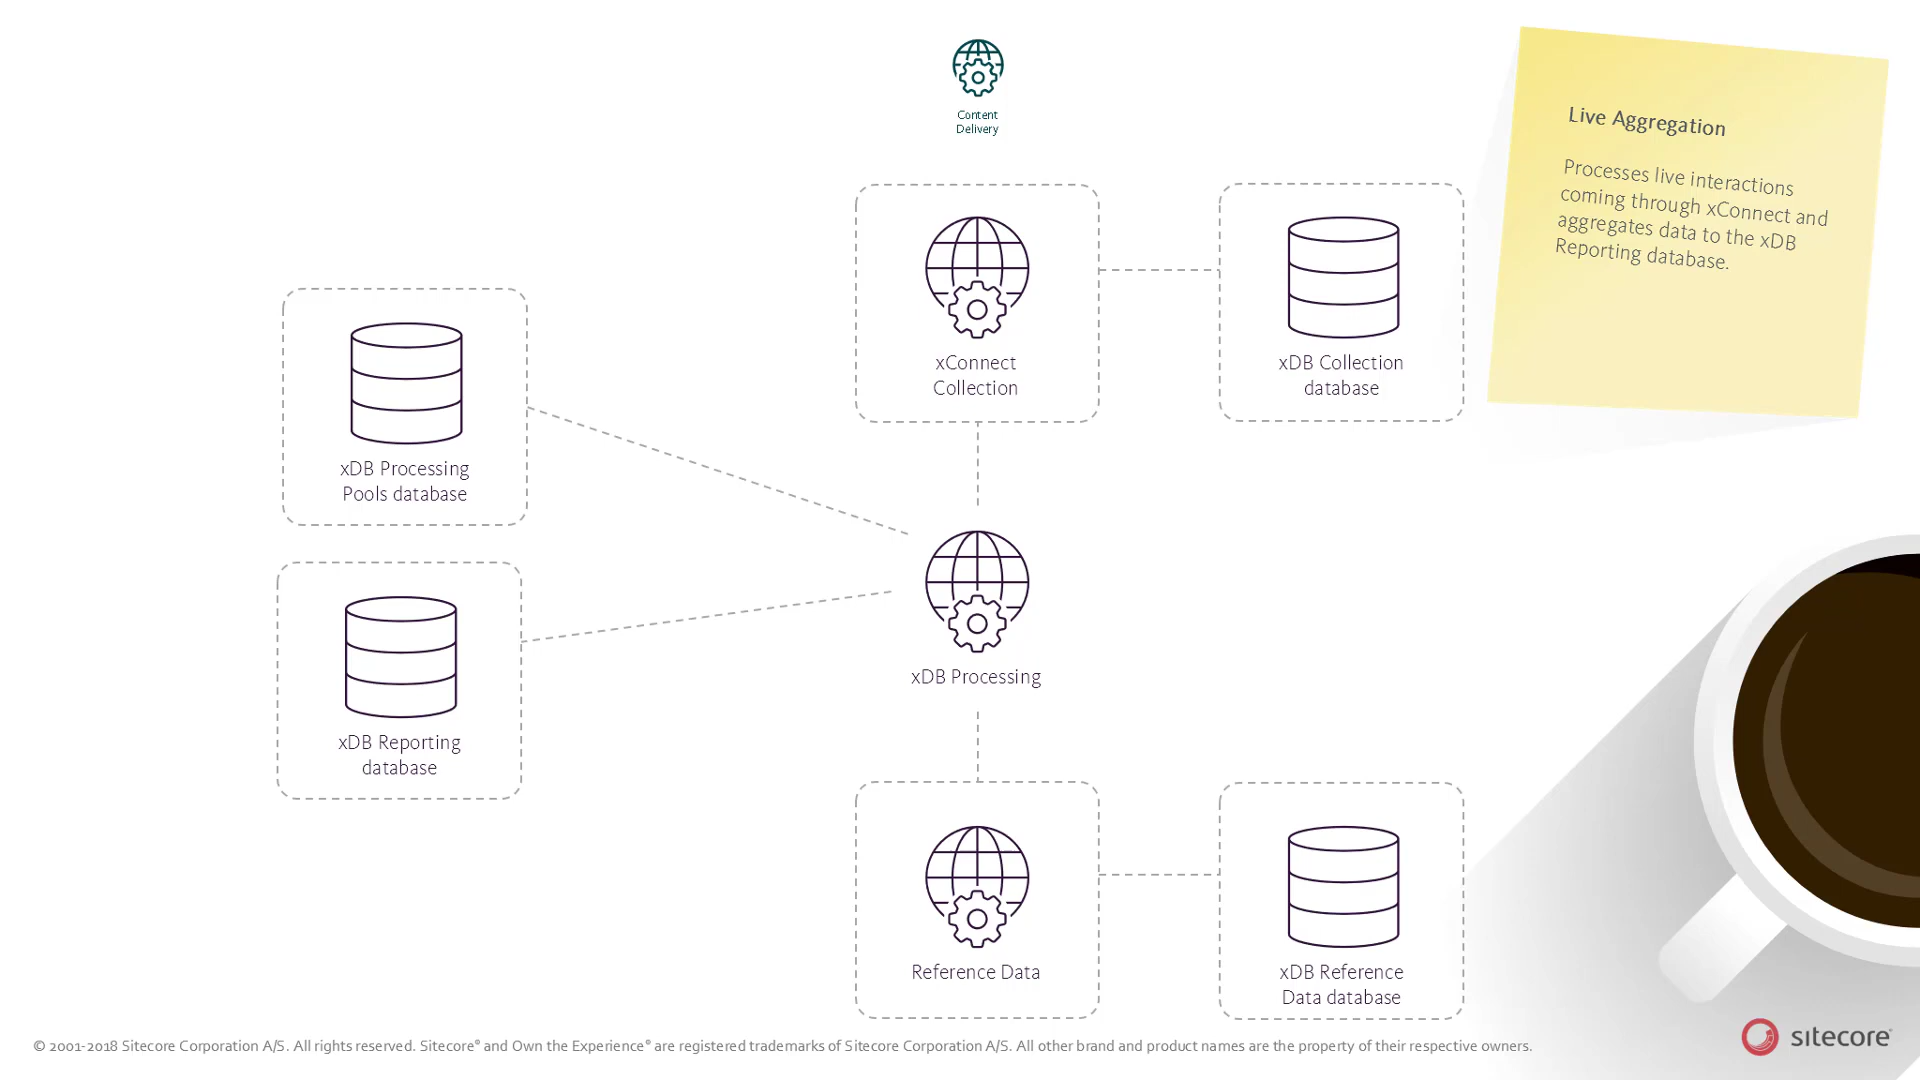 Content
Delivery
Live Aggregation
Processes live interactions
coming through xConnect and
aggregates data to the xDB
Reporting database.
xConnect
Collection
xDB Collection
database
xDB Processing
Pools database
xDB Processing
xDB Reporting
database
Reference Data
xDB Reference
Data database
© 2001-2018 Sitecore Corporation A/S. All rights reserved. Sitecore® and Own the Experience® are registered trademarks of Sitecore Corporation A/S. All other brand and product names are the property of their respective owners.
sitecore